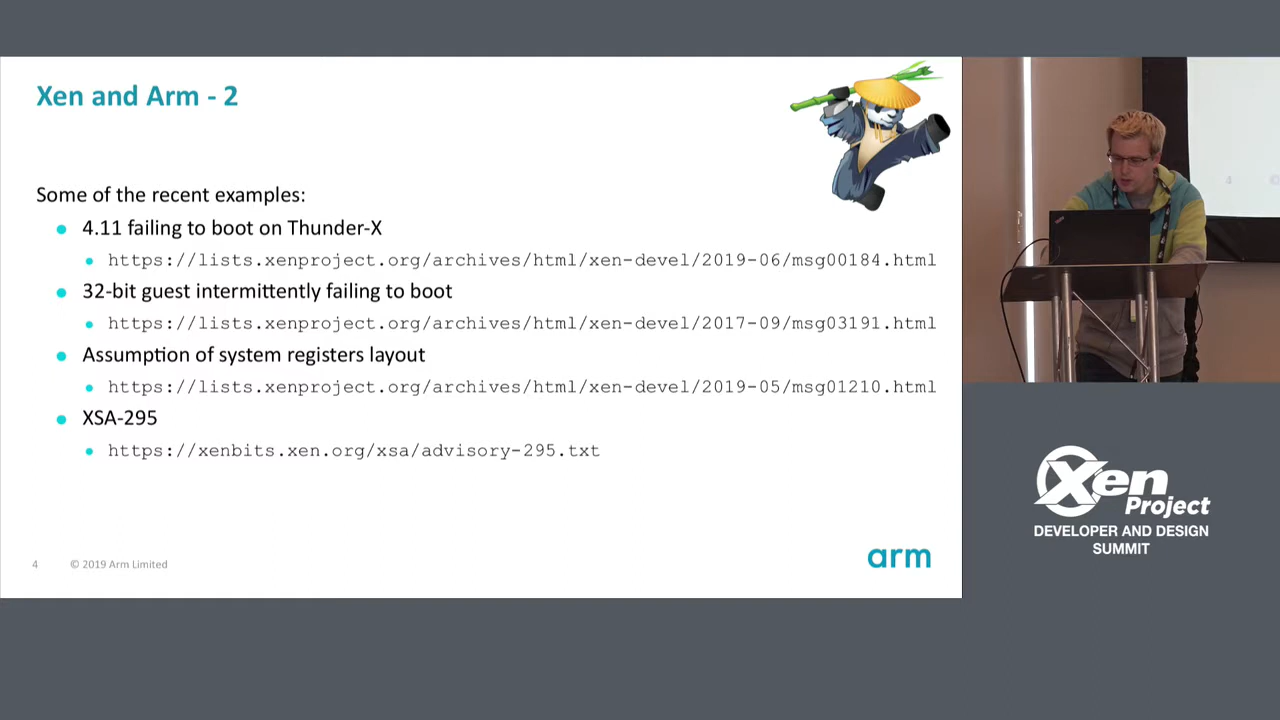 Xen and Arm - 2
Some of the recent examples:
4.11 failing to boot on Thunder-X
https://lists.xenproject.org/archives/html/xen-devel/2019-06/msg00184.html
32-bit guest intermittently failing to boot
https://lists.xenproject.org/archives/html/xen-devel/2017-09/msg03191.html
Assumption of system registers layout
https://lists.xenproject.org/archives/html/xen-devel/2019-05/msg01210.html
XSA-295
https://xenbits.xen.org/xsa/advisory-295.txt
4 © 2019 Arm Limited
arm
Xen
Project
DEVELOPER AND DESIGN
SUMMIT